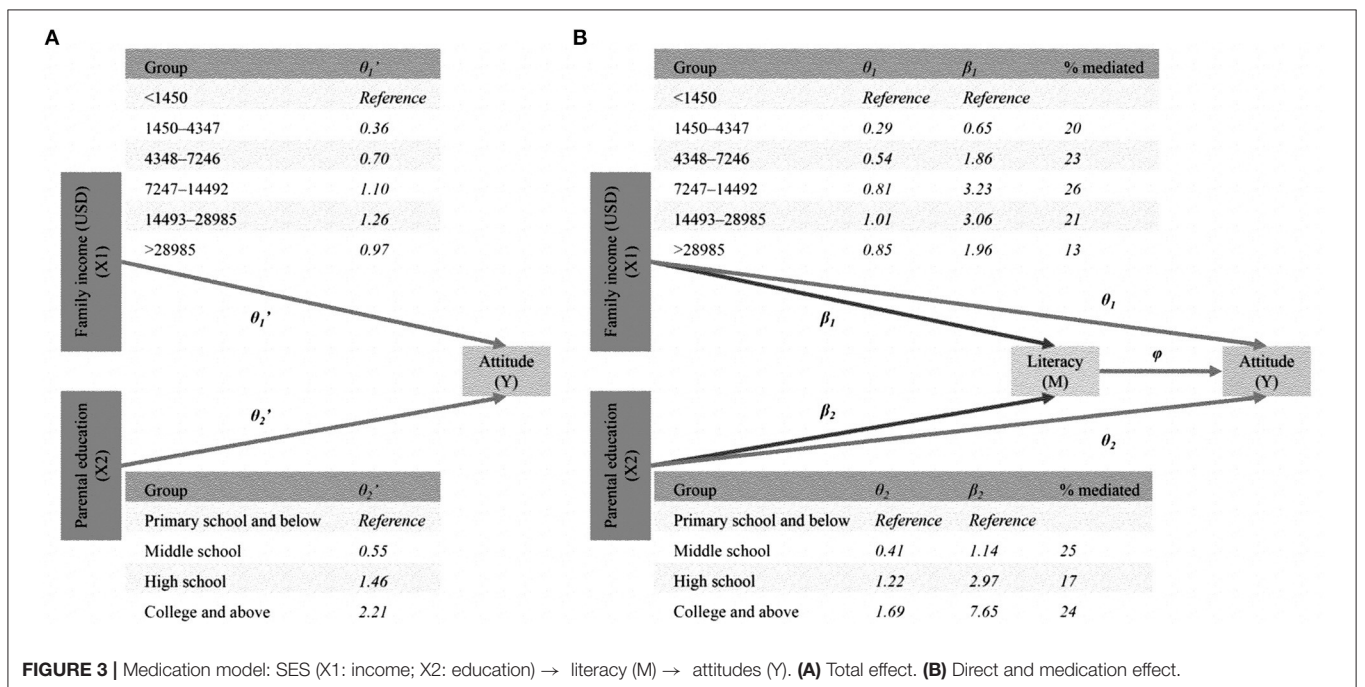 A
Group θ1’
<1450 Reference
1450–4347 0.36
4348–7246 0.70
7247–14492 1.10
14493–28985 1.26
>28985 0.97
Family income (USD)
(X1)
θ1’
Attitude
(Y)
θ2’
Parental education
(X2)
Group θ2’
Primary school and below Reference
Middle school 0.55
High school 1.46
College and above 2.21
B
Group θ1 β1 % mediated
<1450 Reference Reference
1450–4347 0.29 0.65 20
4348–7246 0.54 1.86 23
7247–14492 0.81 3.23 26
14493–28985 1.01 3.06 21
>28985 0.85 1.96 13
Family income (USD)
(X1)
θ1
β1
φ
Literacy
(M)
Attitude
(Y)
β2
θ2
Parental education
(X2)
Group θ2 β2 % mediated
Primary school and below Reference Reference
Middle school 0.41 1.14 25
High school 1.22 2.97 17
College and above 1.69 7.65 24
FIGURE 3 | Medication model: SES (X1: income; X2: education) → literacy (M) → attitudes (Y). (A) Total effect. (B) Direct and medication effect.